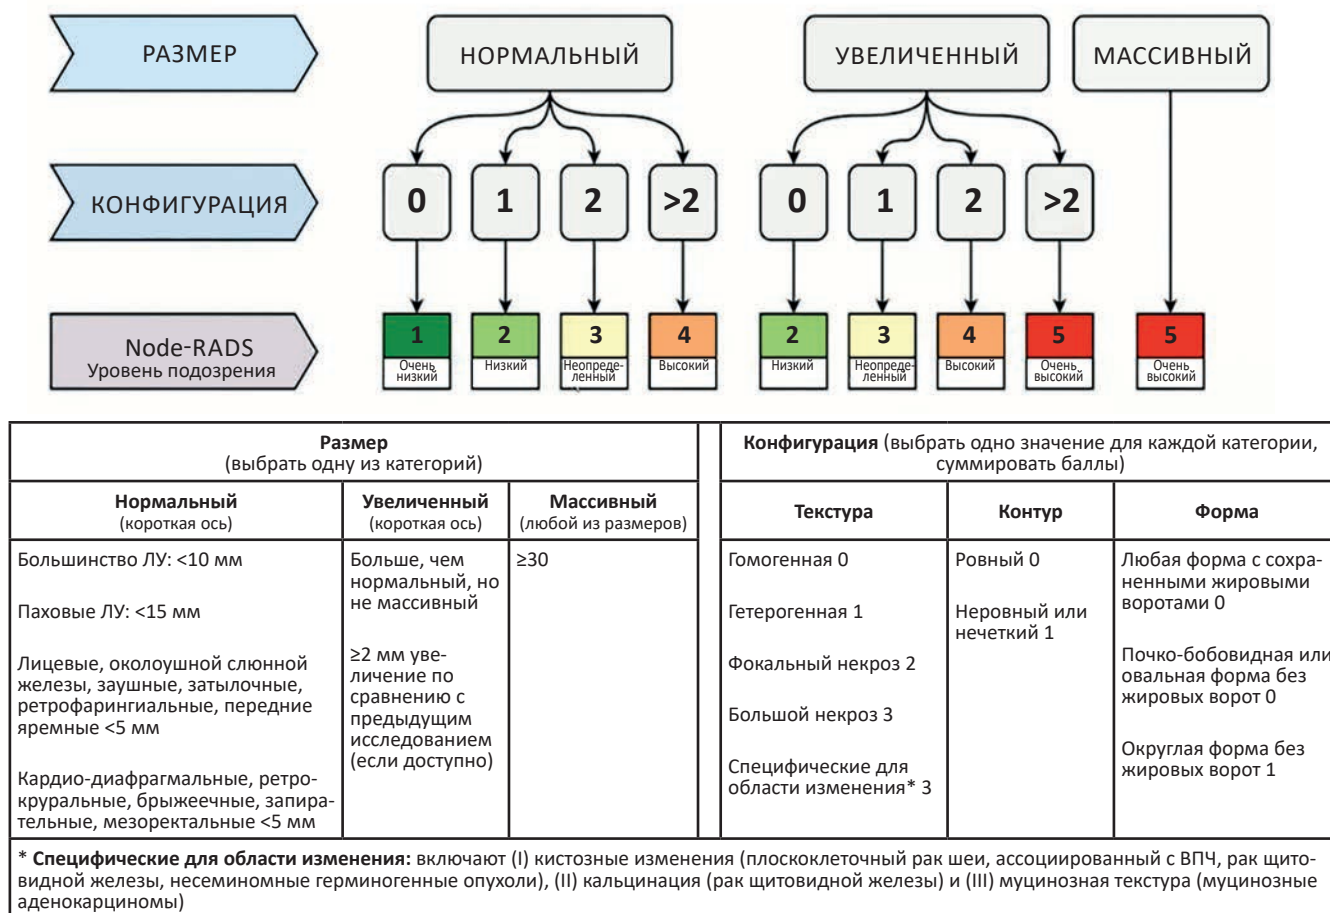 РАЗМЕР
НОРМАЛЬНЫЙ
УВЕЛИЧЕННЫЙ
МАССИВНЫЙ
КОНФИГУРАЦИЯ
0 1 2 >2 0 1 2 >2
Node-RADS
Уровень подозрения
1 2 3 4 2 3 4 5 5
Очень
низкий
Низкий
Неопреде-
ленный
Высокий
Низкий
Неопреде-
ленный
Высокий
Очень
высокий
Очень
высокий
Размер
(выбрать одну из категорий)
Нормальный
(короткая ось)
Увеличенный
(короткая ось)
Массивный
(любой из размеров)
Большинство ЛУ: <10 мм
Паховые ЛУ: <15 мм
Лицевые, околоушной слюнной
железы, заушные, затылочные,
ретрофарингиальные, передние
яремные <5 мм
Кардио-диафрагмальные, ретро-
круральные, брыжеечные, запира-
тельные, мезоректальные <5 мм
Больше, чем
нормальный, но
не массивный
≥2 мм уве-
личение по
сравнению с
предыдущим
исследованием
(если доступно)
≥30
Конфигурация (выбрать одно значение для каждой категории,
суммировать баллы)
Текстура
Контур
Форма
Гомогенная 0
Гетерогенная 1
Фокальный некроз 2
Большой некроз 3
Специфические для
области изменения* 3
Ровный 0
Неровный или
нечеткий 1
Любая форма с сохра-
ненными жировыми
воротами 0
Почко-бобовидная или
овальная форма без
жировых ворот 0
Округлая форма без
жировых ворот 1
* Специфические для области изменения: включают (I) кистозные изменения (плоскоклеточный рак шеи, ассоциированный с ВПЧ, рак щито-
видной железы, несеминомные герминогенные опухоли), (II) кальцинация (рак щитовидной железы) и (III) муцинозная текстура (муцинозные
аденокарциномы)